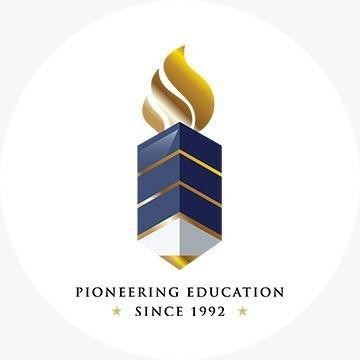 PIONEERING EDUCATION
★ SINCE 1992 ★